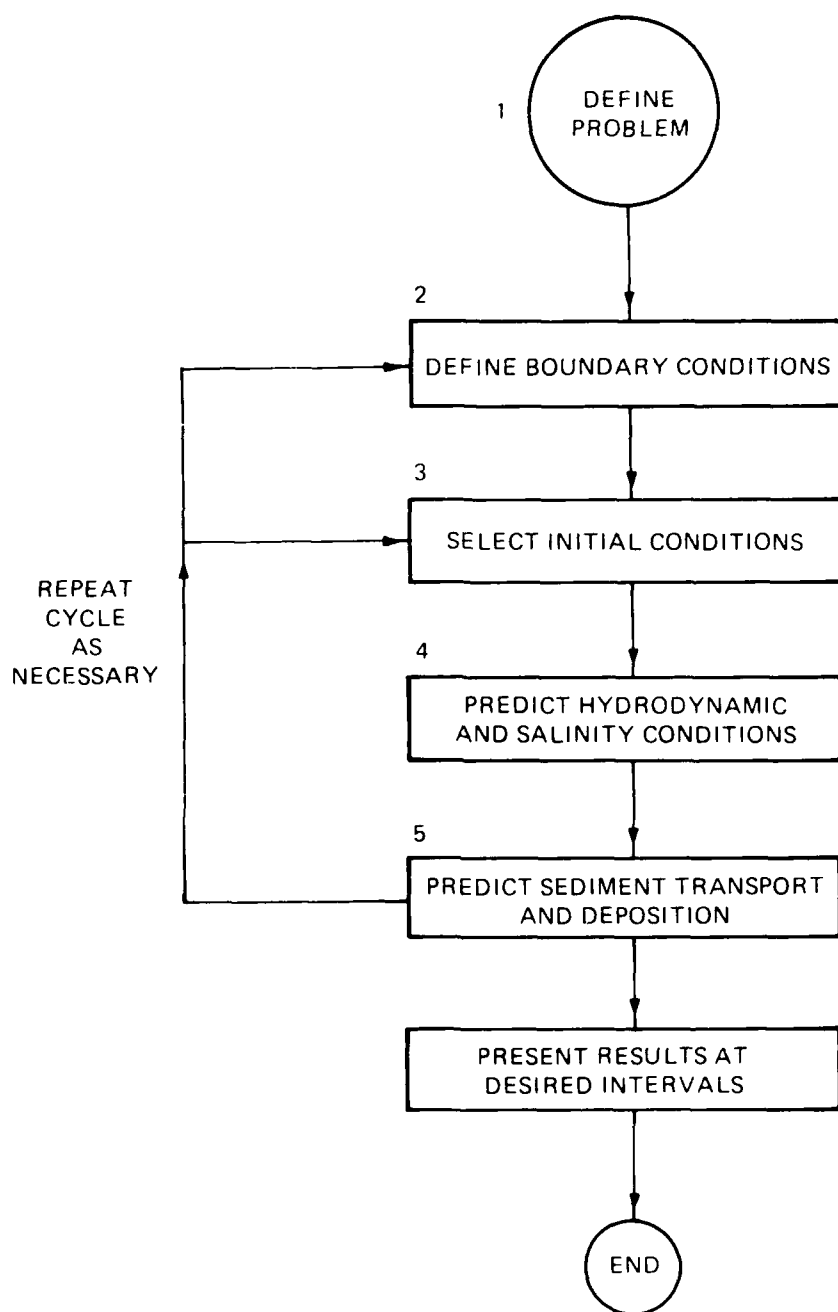 1
DEFINE
PROBLEM
2
DEFINE BOUNDARY CONDITIONS
3
SELECT INITIAL CONDITIONS
REPEAT
CYCLE
AS
NECESSARY
4
PREDICT HYDRODYNAMIC
AND SALINITY CONDITIONS
5
PREDICT SEDIMENT TRANSPORT
AND DEPOSITION
PRESENT RESULTS AT
DESIRED INTERVALS
END